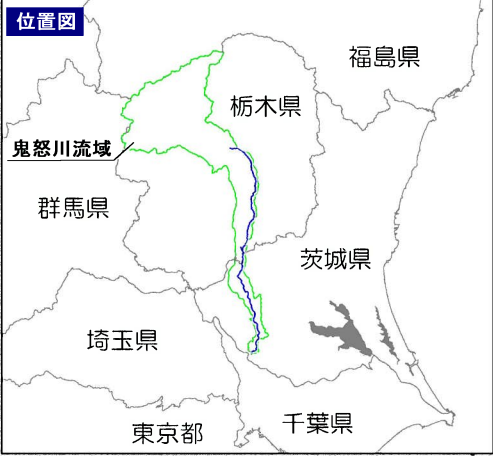 位置図
福島県
栃木県
鬼怒川流域
群馬県
茨城県
埼玉県
千葉県
東京都